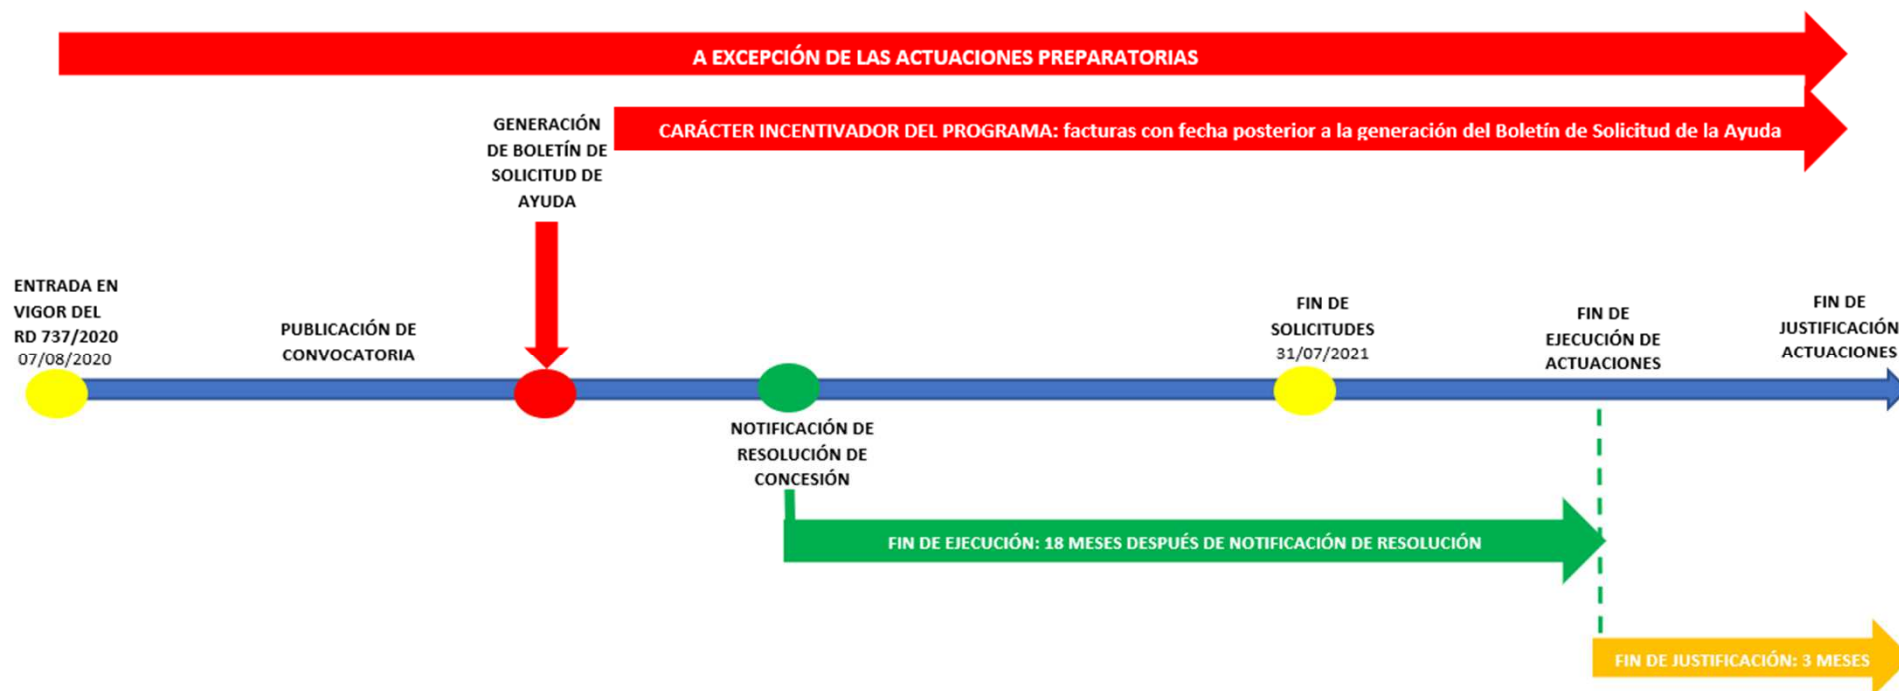 A EXCEPCIÓN DE LAS ACTUACIONES PREPARATORIAS
CARÁCTER INCENTIVADOR DEL PROGRAMA: facturas con fecha posterior a la generación del Boletín de Solicitud de la Ayuda
GENERACIÓN
DE BOLETÍN DE
SOLICITUD DE
AYUDA
ENTRADA EN
VIGOR DEL
RD 737/2020
07/08/2020
PUBLICACIÓN DE
CONVOCATORIA
FIN DE
SOLICITUDES
31/07/2021
FIN DE
EJECUCIÓN DE
ACTUACIONES
FIN DE
JUSTIFICACIÓN
ACTUACIONES
NOTIFICACIÓN DE
RESOLUCIÓN DE
CONCESIÓN
FIN DE EJECUCIÓN: 18 MESES DESPUÉS DE NOTIFICACIÓN DE RESOLUCIÓN
FIN DE JUSTIFICACIÓN: 3 MESES